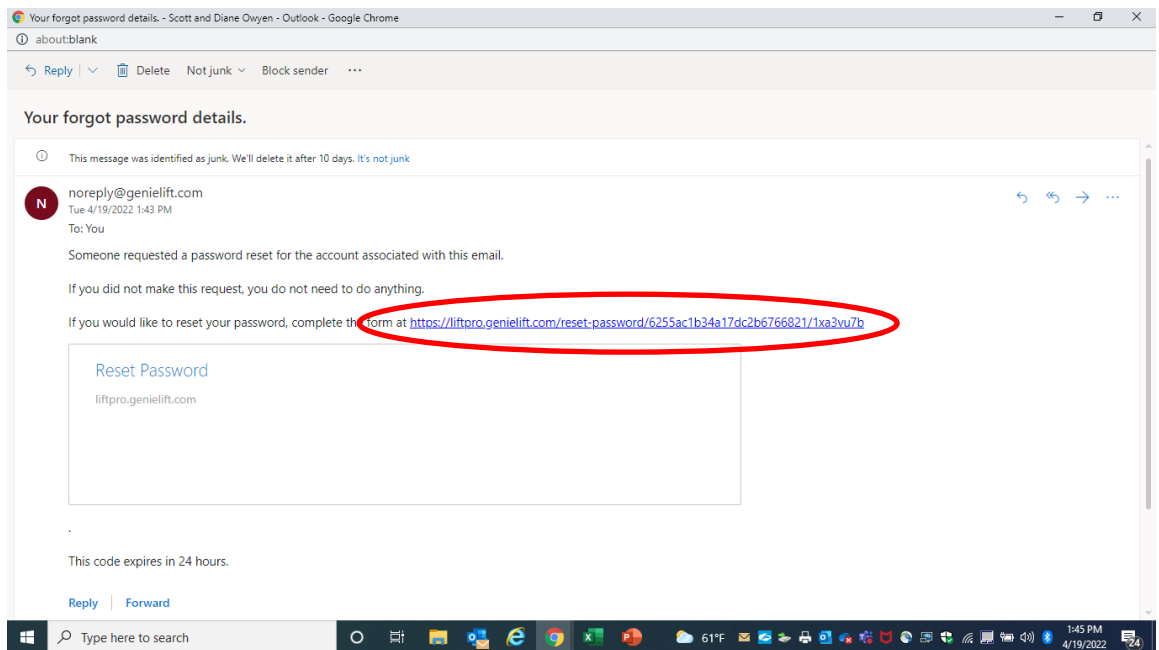 Your forgot password details. - Scott and Diane Owyen - Outlook - Google Chrome
about:blank
Reply Delete Not junk Block sender ...
Your forgot password details.
This message was identified as junk. We'll delete it after 10 days. It's not junk
N
noreply@genielift.com
Tue 4/19/2022 1:43 PM
To: You
Someone requested a password reset for the account associated with this email.
If you did not make this request, you do not need to do anything.
If you would like to reset your password, complete the form at https://liftpro.genielift.com/reset-password/6255ac1b34a17dc2b6766821/1xa3vu7b
Reset Password
liftpro.genielift.com
.
This code expires in 24 hours.
Reply Forward
Type here to search 61°F 1:45 PM
4/19/2022 24